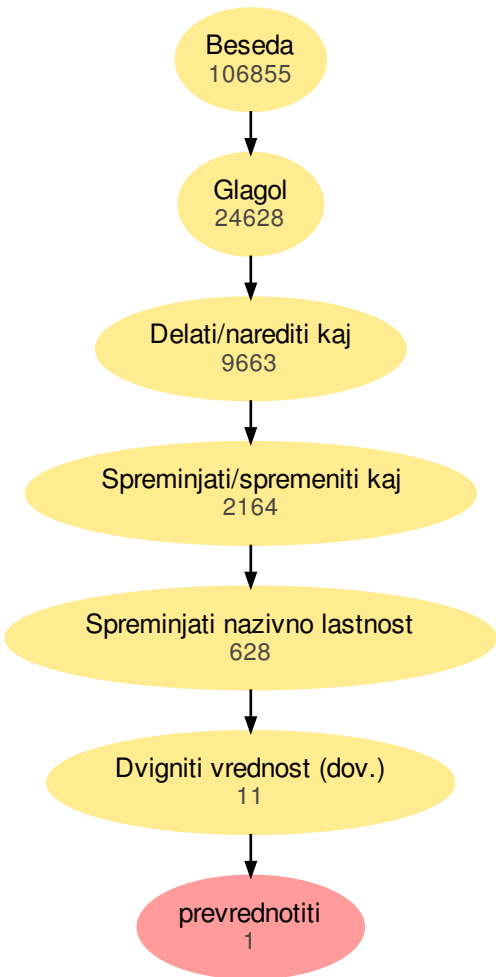 Beseda
106855
Glagol
24628
Delati/narediti kaj
9663
Spreminjati/spremeniti kaj
2164
Spreminjati nazivno lastnost
628
Dvigniti vrednost (dov.)
11
prevrednotiti
1